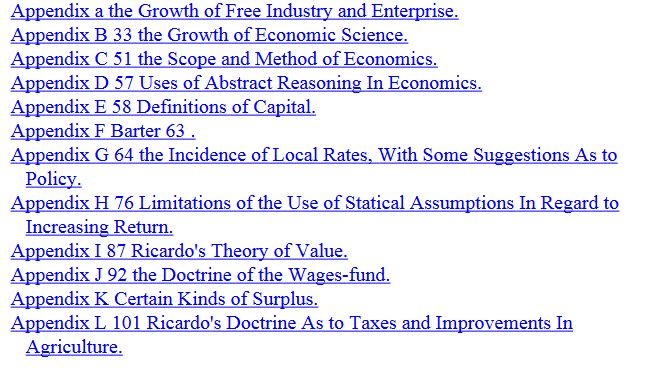 Appendix a the Growth of Free Industry and Enterprise.
Appendix B 33 the Growth of Economic Science.
Appendix C 51 the Scope and Method of Economics.
Appendix D 57 Uses of Abstract Reasoning In Economics.
Appendix E 58 Definitions of Capital.
Appendix F Barter 63 .
Appendix G 64 the Incidence of Local Rates, With Some Suggestions As to
Policy.
Appendix H 76 Limitations of the Use of Statical Assumptions In Regard to
Increasing Return.
Appendix I 87 Ricardo's Theory of Value.
Appendix J 92 the Doctrine of the Wages-fund.
Appendix K Certain Kinds of Surplus.
Appendix L 101 Ricardo's Doctrine As to Taxes and Improvements In
Agriculture.